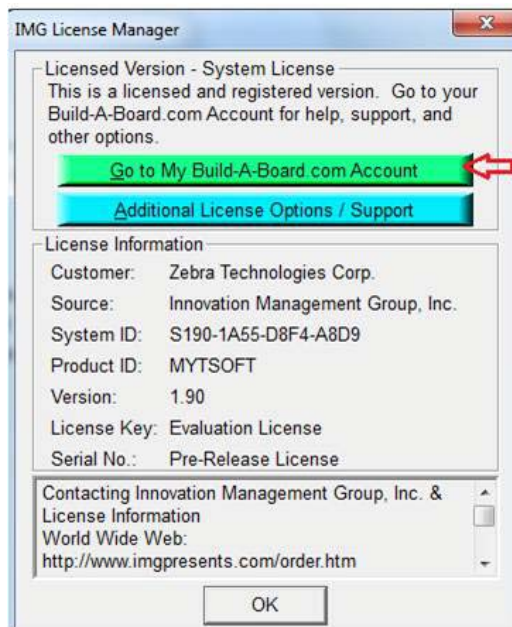 IMG License Manager
Licensed Version - System License
This is a licensed and registered version. Go to your
Build-A-Board.com Account for help, support, and
other options.
Go to My Build-A-Board.com Account
Additional License Options / Support
License Information
Customer: Zebra Technologies Corp.
Source: Innovation Management Group, Inc.
System ID: S190-1A55-D8F4-A8D9
Product ID: MYTSOFT
Version: 1.90
License Key: Evaluation License
Serial No.: Pre-Release License
Contacting Innovation Management Group, Inc. &
License Information
World Wide Web:
http://www.imgpresents.com/order.htm
OK